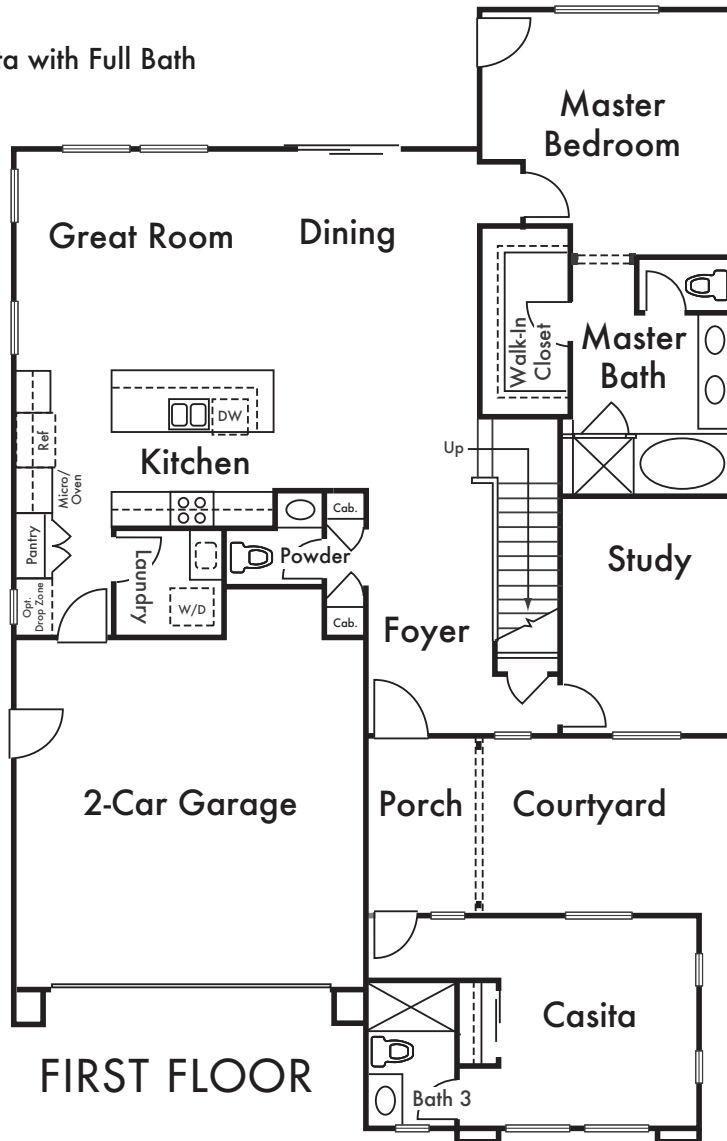 ta with Full Bath
Master
Bedroom
Great Room
Dining
Walk-In
Closet
Master
Bath
DW
Ref
Kitchen
Up
Micro/
Oven
Cab.
Pantry
Laundry
Powder
Study
W/D
Opt.
Drop Zone
Cab.
Foyer
2-Car Garage
Porch
Courtyard
Casita
FIRST FLOOR
Bath 3